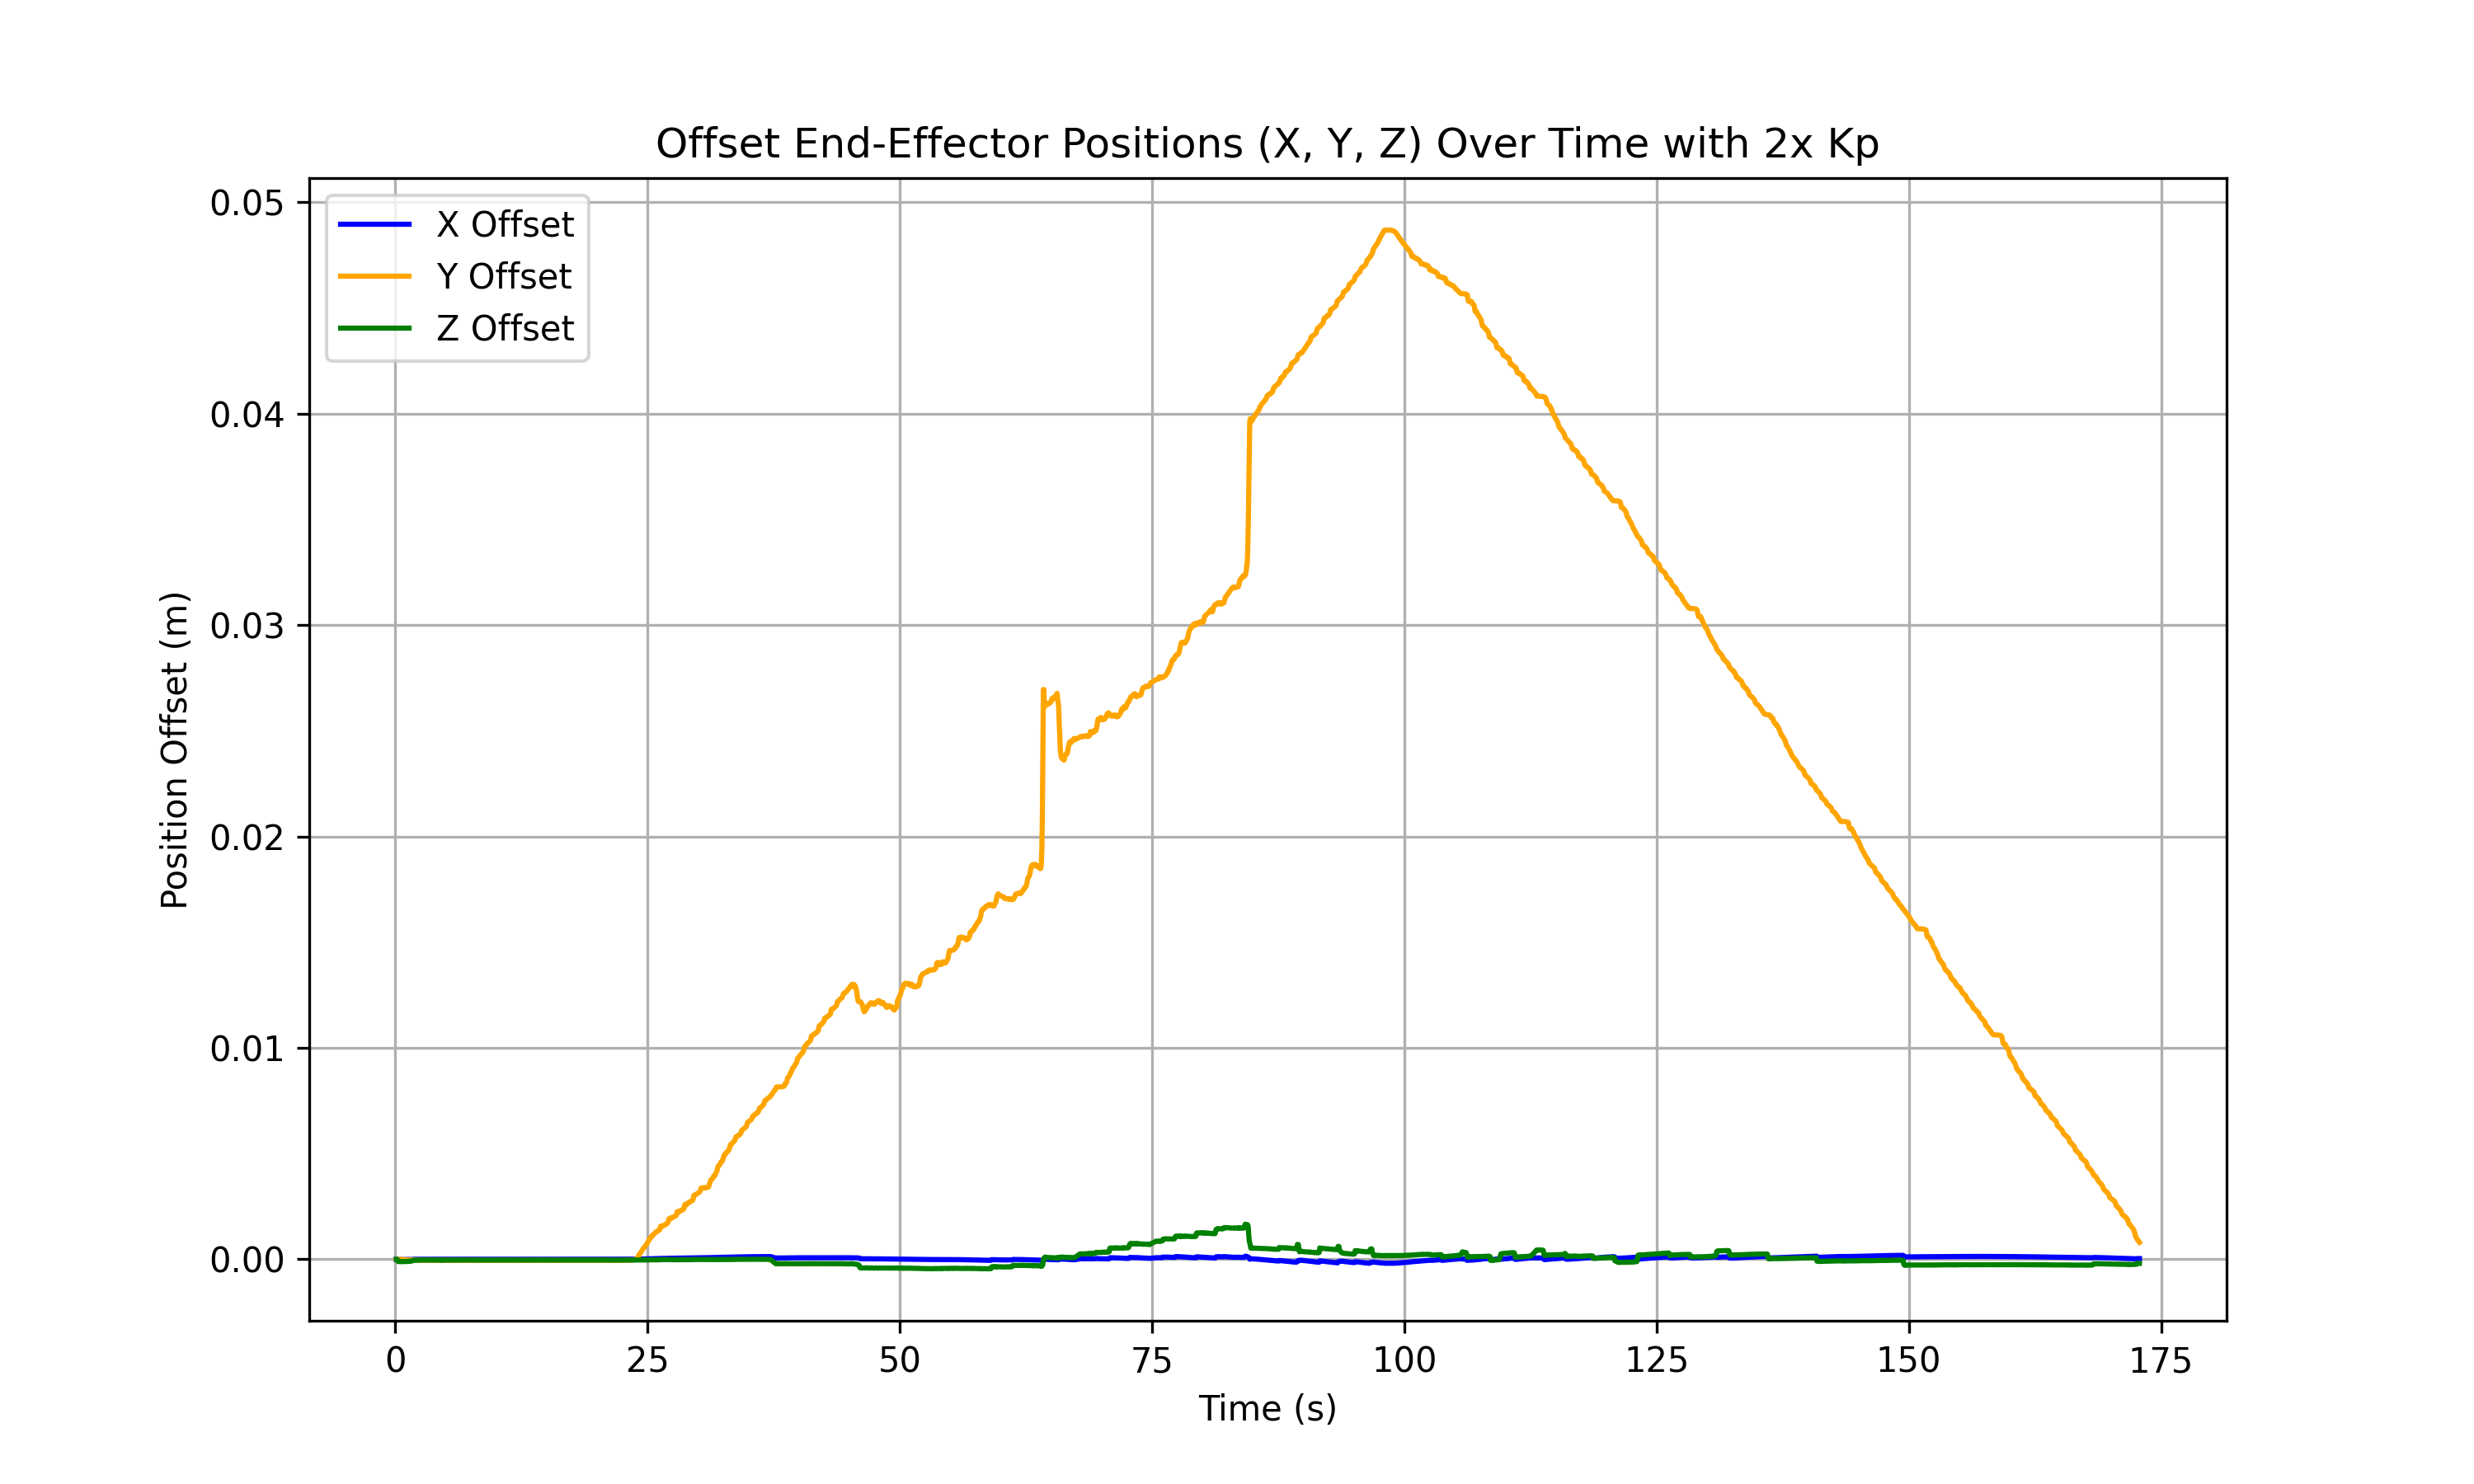 Offset End-Effector Positions (X, Y, Z) Over Time with 2x Kp
X Offset
Y Offset
Z Offset
Position Offset (m)
0.05
0.04
0.03
0.02
0.01
0.00
0 25 50 75 100 125 150 175
Time (s)